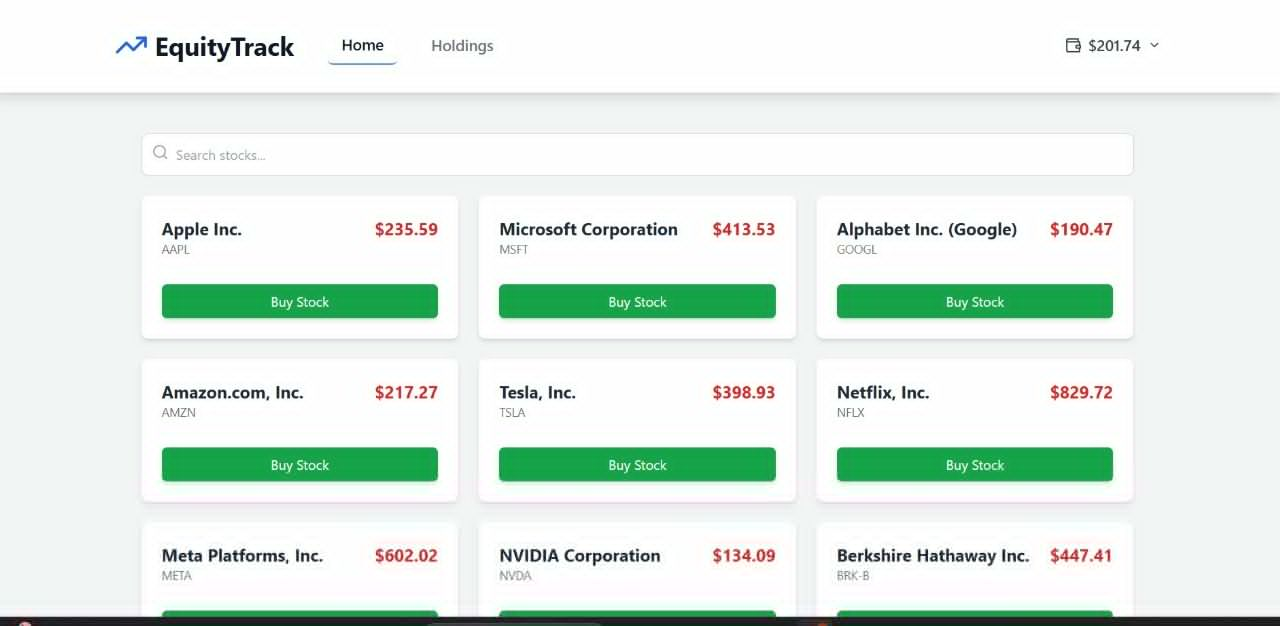 EquityTrack Home Holdings $201.74
Search stocks...
Apple Inc. $235.59
AAPL
Buy Stock
Microsoft Corporation $413.53
MSFT
Buy Stock
Alphabet Inc. (Google) $190.47
GOOGL
Buy Stock
Amazon.com, Inc. $217.27
AMZN
Buy Stock
Tesla, Inc. $398.93
TSLA
Buy Stock
Netflix, Inc. $829.72
NFLX
Buy Stock
Meta Platforms, Inc. $602.02
META
NVIDIA Corporation $134.09
NVDA
Berkshire Hathaway Inc. $447.41
BRK-B